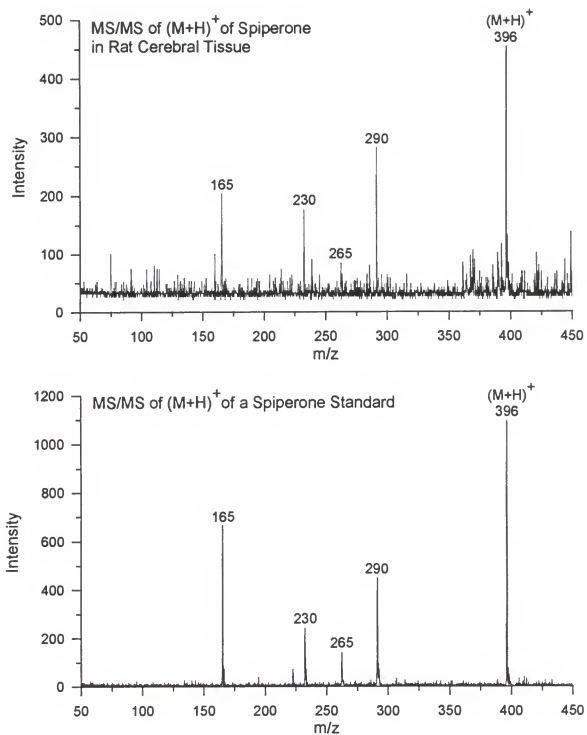 MS/MS of (M+H)+ of Spiperone
in Rat Cerebral Tissue
(M+H)+
396
500
400
300
200
100
0
Intensity
165
230
265
290
50 100 150 200 250 300 350 400 450
m/z
MS/MS of (M+H)+ of a Spiperone Standard
(M+H)+
396
1200
1000
800
600
400
200
0
Intensity
165
230
265
290
50 100 150 200 250 300 350 400 450
m/z